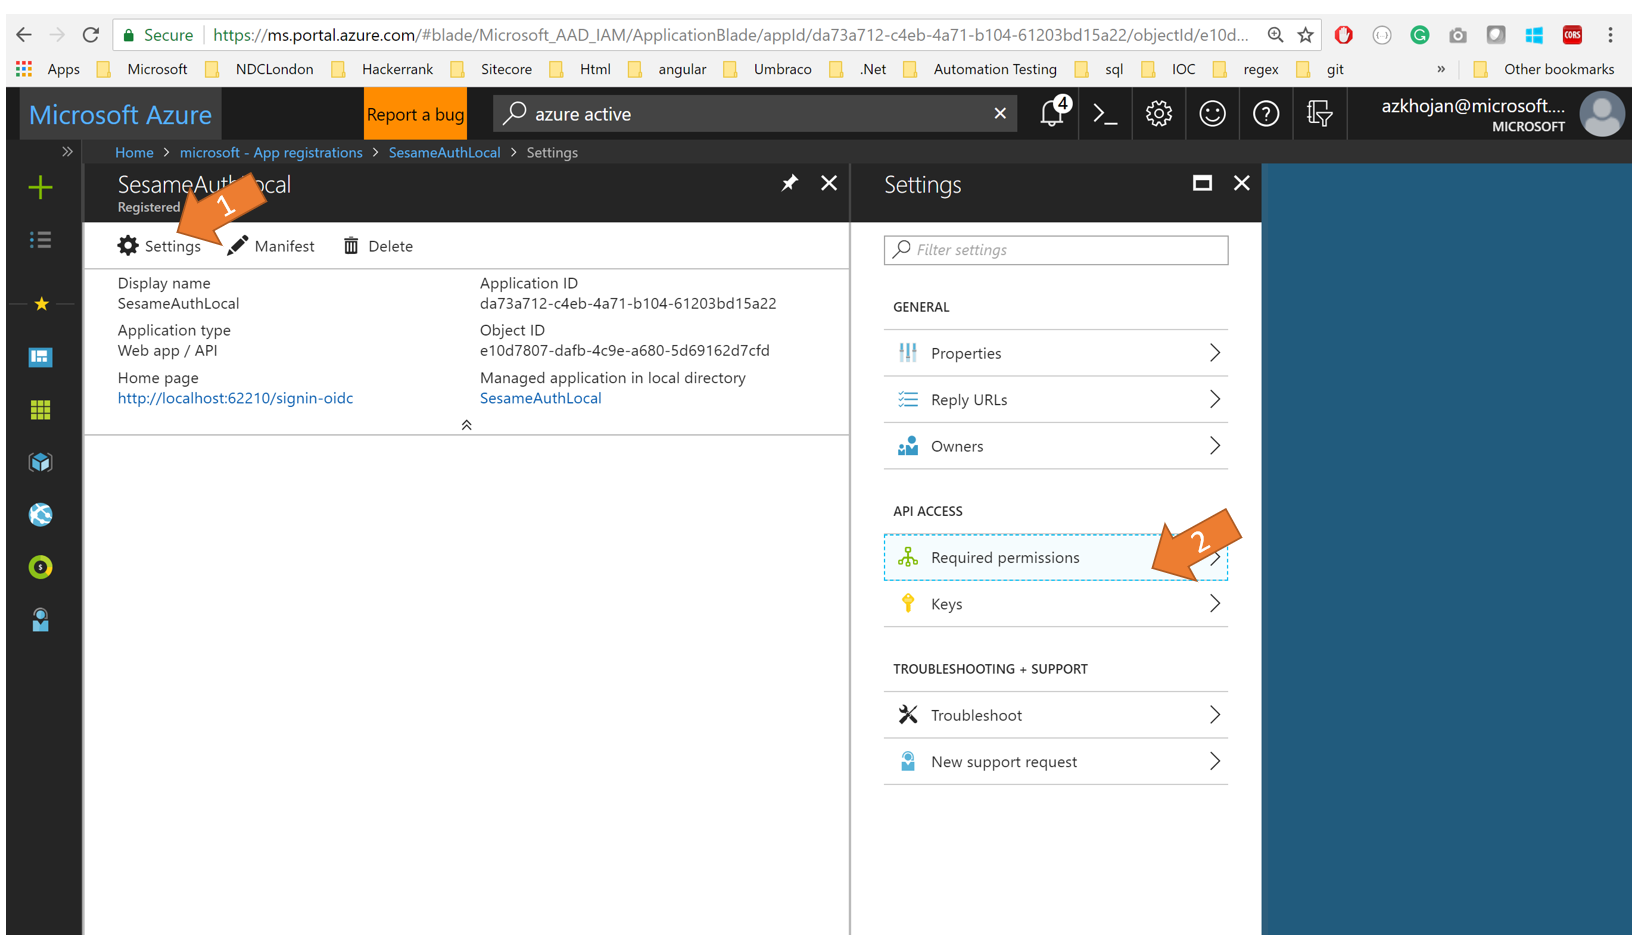 Secure https://ms.portal.azure.com/#blade/Microsoft_AAD_IAM/ApplicationBlade/appId/da73a712-c4eb-4a71-b104-61203bd15a22/objectId/e10d... CORS
Apps Microsoft NDCLondon Hackerrank Sitecore Html angular Umbraco .Net Automation Testing sql IOC regex git » Other bookmarks
Microsoft Azure Report a bug azure active 4 azkhojan@microsoft....
MICROSOFT
Home > microsoft - App registrations > SesameAuthLocal > Settings
SesameAuthLocal
Registered
1
Settings Manifest Delete
Display name
SesameAuthLocal
Application type
Web app / API
Home page
http://localhost:62210/signin-oidc
Application ID
da73a712-c4eb-4a71-b104-61203bd15a22
Object ID
e10d7807-dafb-4c9e-a680-5d69162d7cfd
Managed application in local directory
SesameAuthLocal
Settings
Filter settings
GENERAL
Properties
Reply URLs
Owners
API ACCESS
Required permissions
2
Keys
TROUBLESHOOTING + SUPPORT
Troubleshoot
New support request